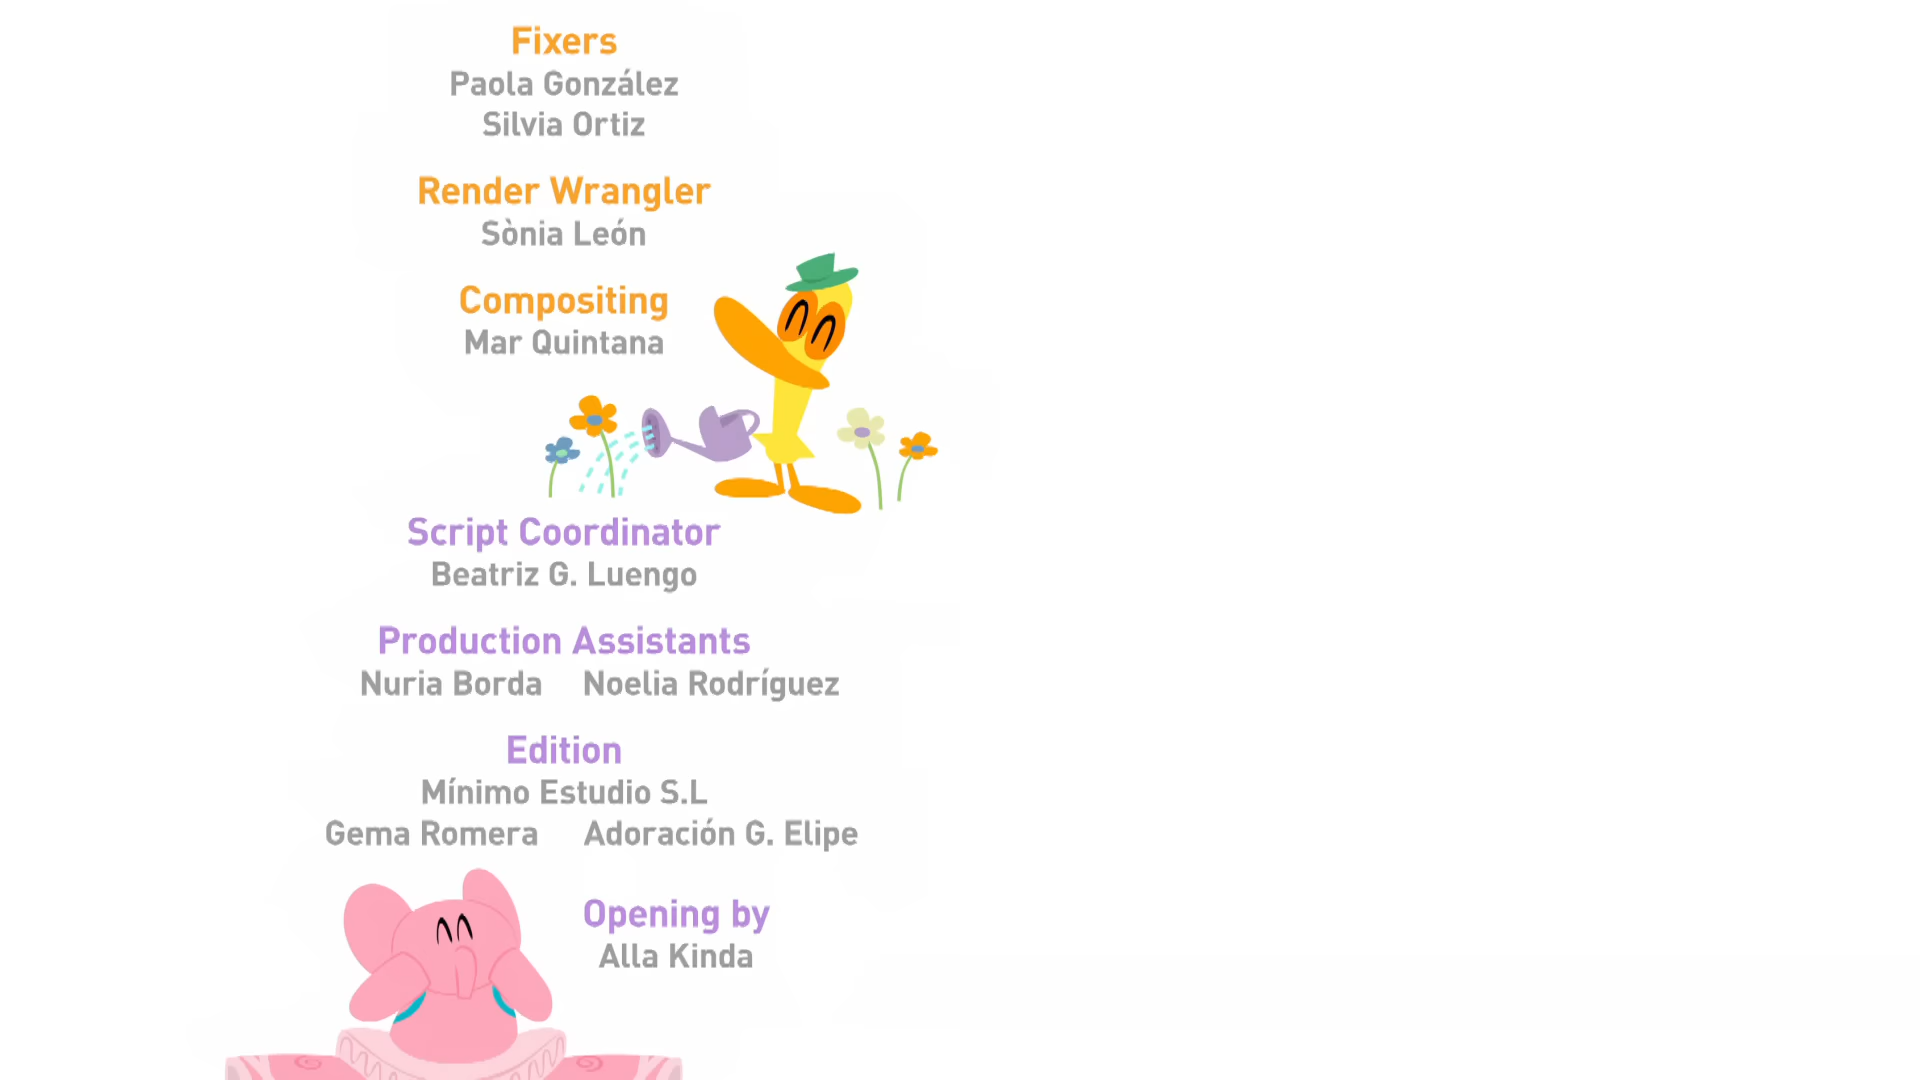 Fixers
Paola González
Silvia Ortiz
Render Wrangler
Sònia León
Compositing
Mar Quintana
Script Coordinator
Beatriz G. Luengo
Production Assistants
Nuria Borda Noelia Rodríguez
Edition
Mínimo Estudio S.L
Gema Romera Adoración G. Elipe
Opening by
Alla Kinda